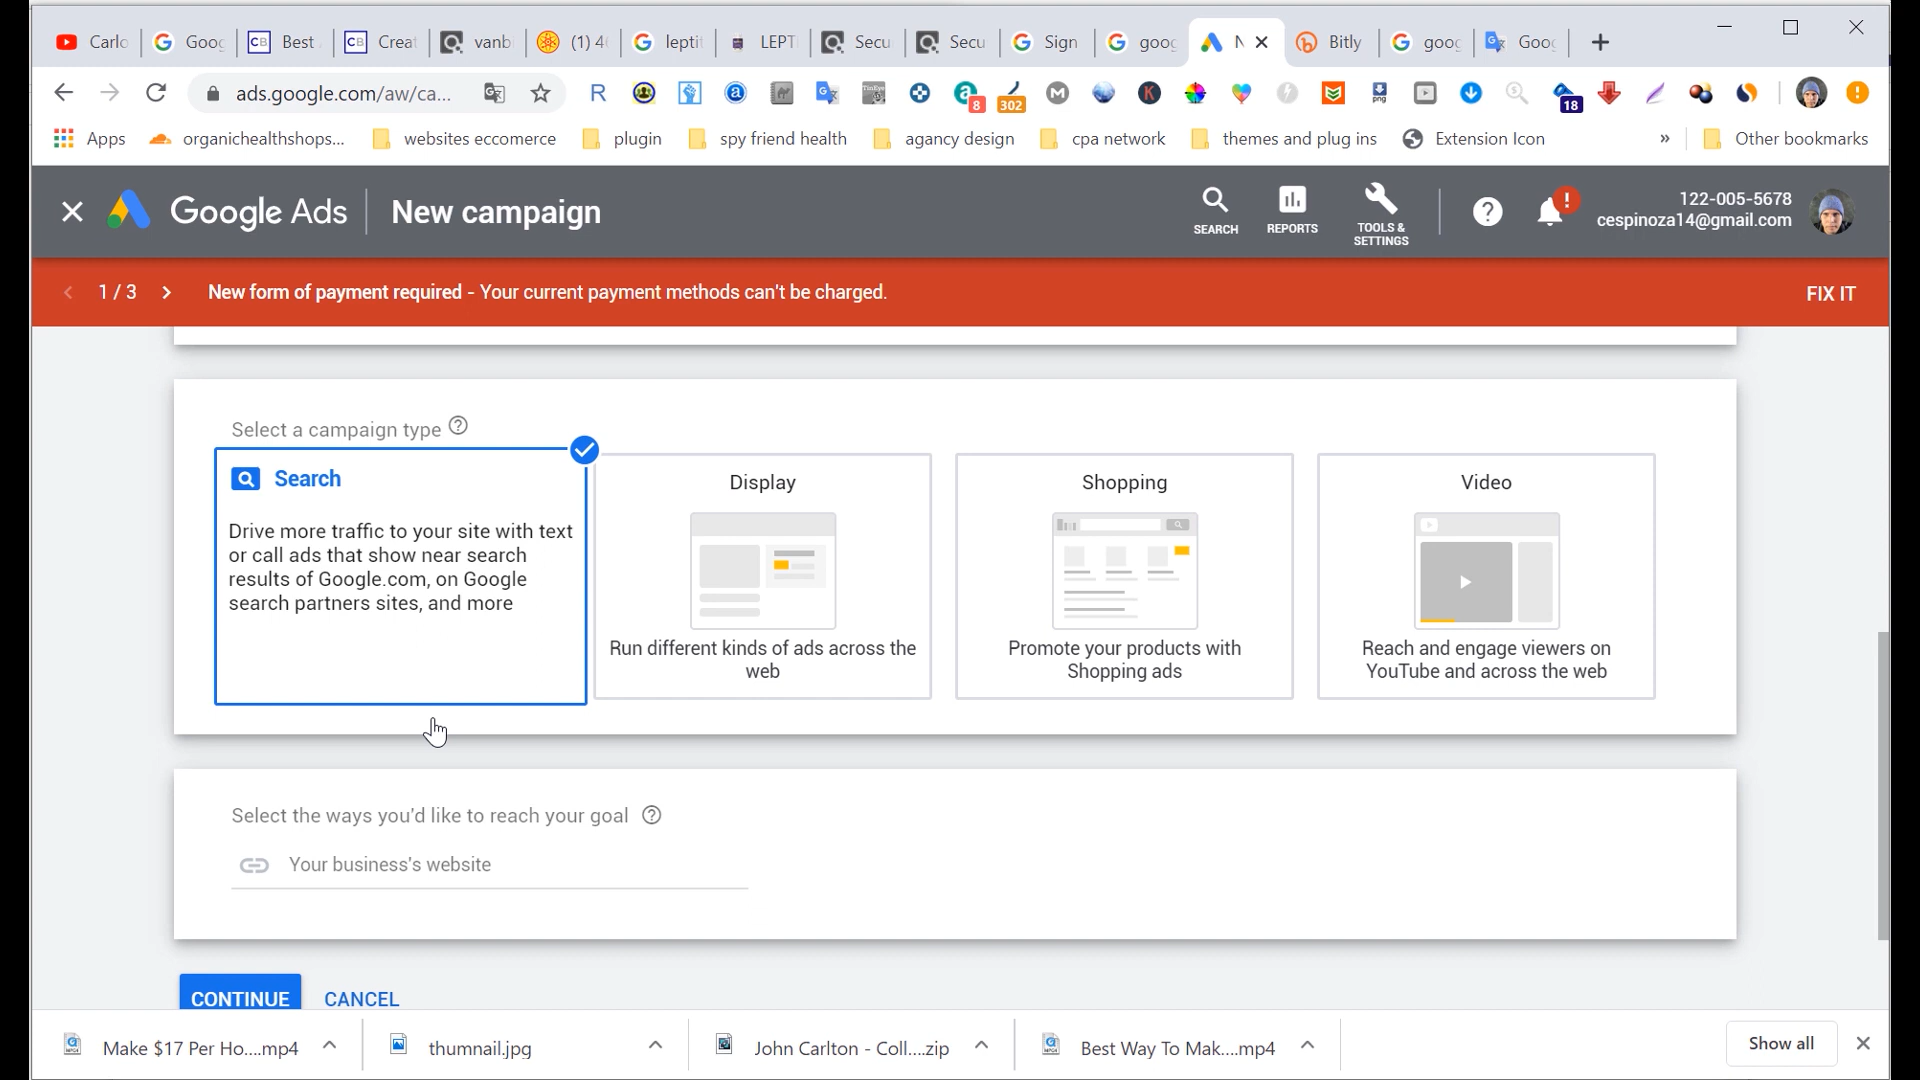 Carlo
Goog
Best
Creat
vanb
(1) 4
leptit
LEPT
Secu
Secu
Sign
goog
N
Bitly
goog
Goog
ads.google.com/aw/ca...
8
302
18
Apps
organichealthshops...
websites eccomerce
plugin
spy friend health
agancy design
cpa network
themes and plug ins
Extension Icon
»
Other bookmarks
Google Ads
New campaign
SEARCH
REPORTS
TOOLS &
SETTINGS
122-005-5678
cespinoza14@gmail.com
1 / 3
New form of payment required - Your current payment methods can't be charged.
FIX IT
Select a campaign type
Search
Drive more traffic to your site with text
or call ads that show near search
results of Google.com, on Google
search partners sites, and more
Display
Run different kinds of ads across the
web
Shopping
Promote your products with
Shopping ads
Video
Reach and engage viewers on
YouTube and across the web
Select the ways you'd like to reach your goal
Your business's website
CONTINUE
CANCEL
Make $17 Per Ho....mp4
thumnail.jpg
John Carlton - Coll....zip
Best Way To Mak....mp4
Show all